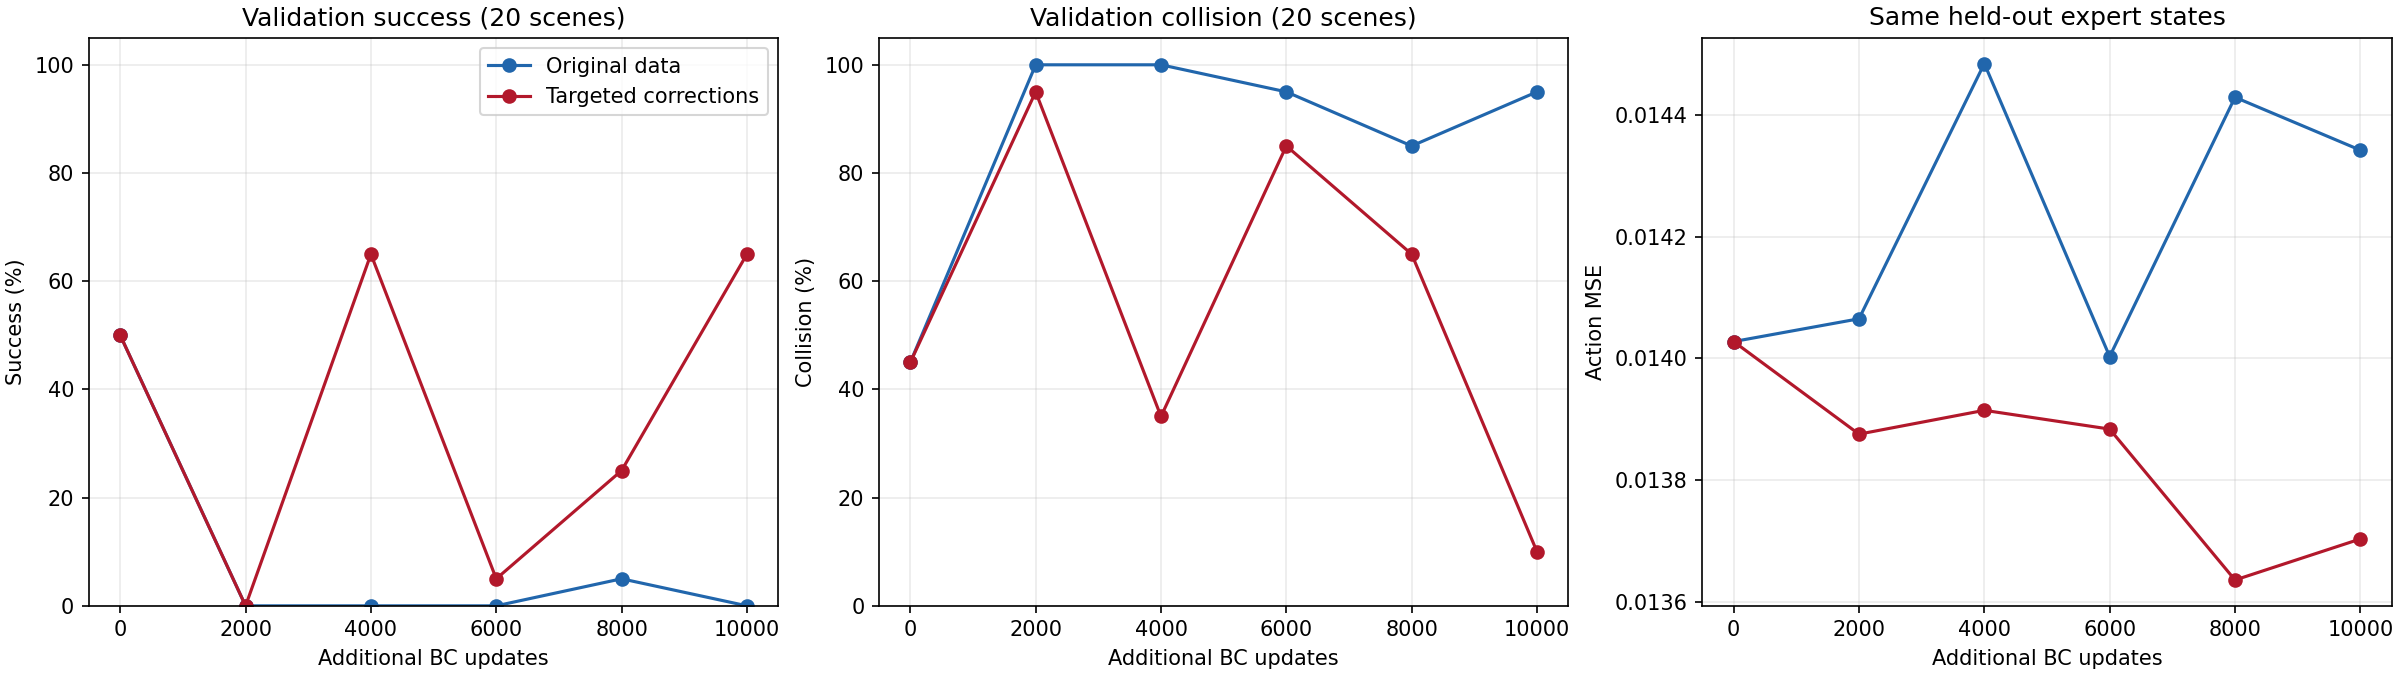 Validation success (20 scenes)
Success (%)
100
80
60
40
20
0
Original data
Targeted corrections
0 2000 4000 6000 8000 10000
Additional BC updates
Validation collision (20 scenes)
Collision (%)
100
80
60
40
20
0
0 2000 4000 6000 8000 10000
Additional BC updates
Same held-out expert states
Action MSE
0.0144
0.0142
0.0140
0.0138
0.0136
0 2000 4000 6000 8000 10000
Additional BC updates